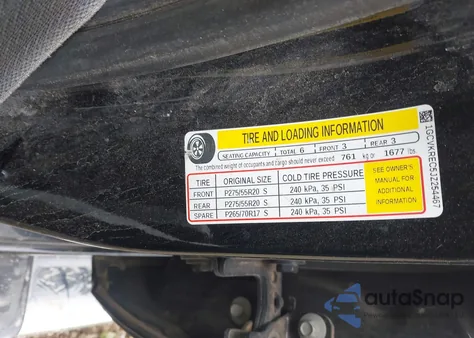 TIRE AND LOADING INFORMATION
SEATING CAPACITY TOTAL 6 FRONT 3 REAR 3
The combined weight of occupants and cargo should never exceed 761 kg or 1677 lbs.
TIRE ORIGINAL SIZE COLD TIRE PRESSURE
FRONT P275/55R20 S 240 kPa, 35 PSI
REAR P275/55R20 S 240 kPa, 35 PSI
SPARE P265/70R17 S 240 kPa, 35 PSI
SEE OWNER'S
MANUAL FOR
ADDITIONAL
INFORMATION
1GCVKREC5JZ254467
autoSnap